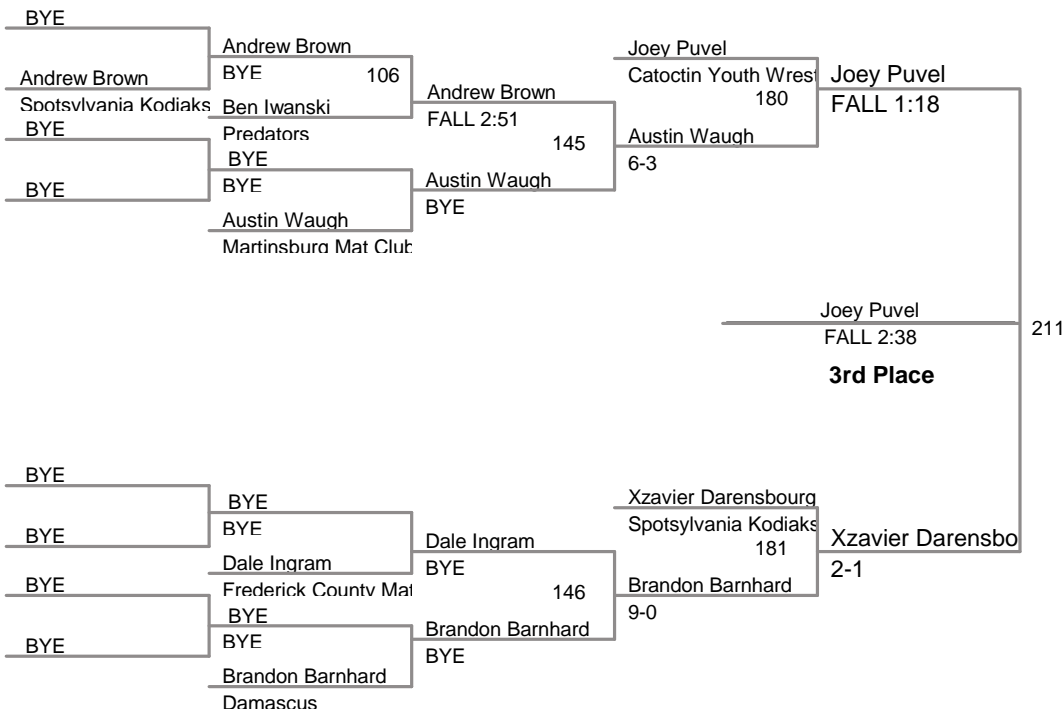 BYE
Andrew Brown
Spotsylvania Kodiaks
BYE
BYE
Andrew Brown
BYE
106
Ben Iwanski
Predators
BYE
BYE
Austin Waugh
Martinsburg Mat Club
Andrew Brown
FALL 2:51
145
Austin Waugh
BYE
Joey Puvel
Catoctin Youth Wrest
180
Austin Waugh
6-3
Joey Puvel
FALL 1:18
Joey Puvel
FALL 2:38
3rd Place
211
BYE
BYE
BYE
BYE
BYE
BYE
Dale Ingram
Frederick County Mat
BYE
BYE
Brandon Barnhard
Damascus
Dale Ingram
BYE
146
Brandon Barnhard
BYE
Xzavier Darensbourg
Spotsylvania Kodiaks
181
Brandon Barnhard
9-0
Xzavier Darensbo
2-1